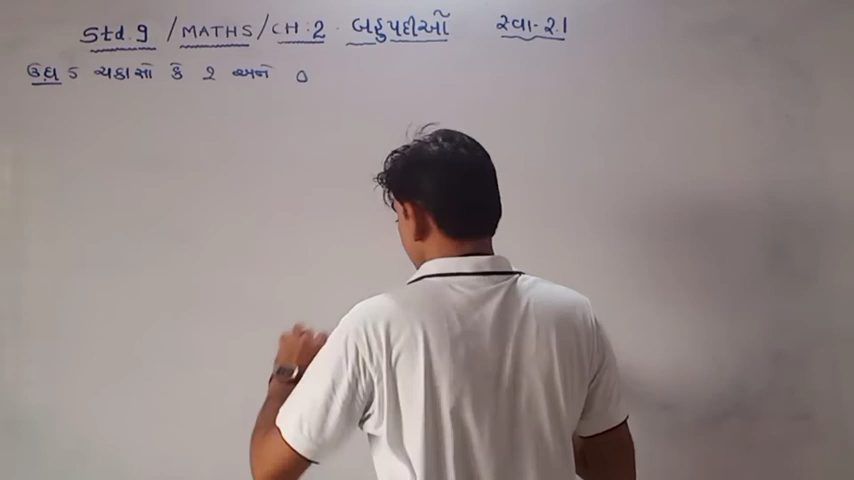 Std. 9 / MATHS / CH : 2 . બહુપદીઓ સ્વા - 2.1
ઉદા 5 ચકાસો કે 2 અને 0